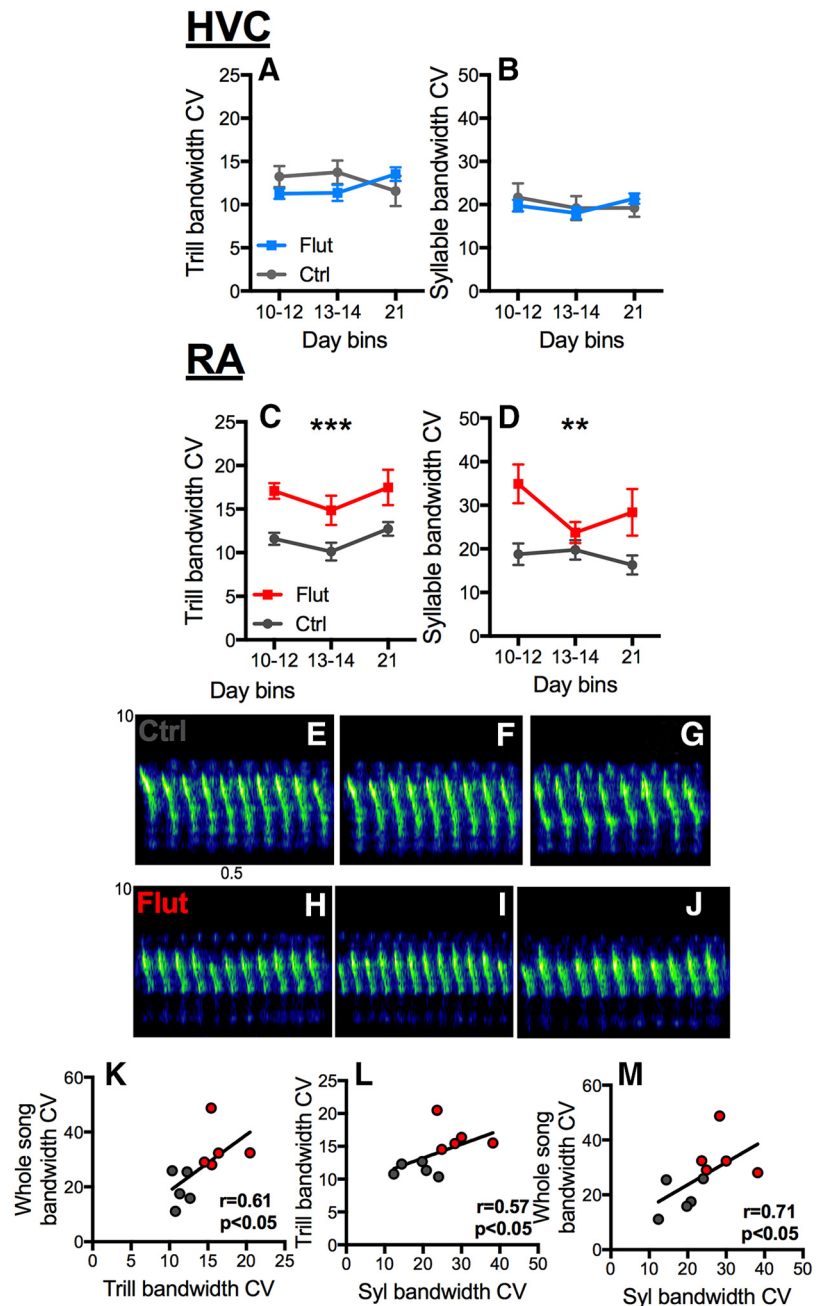 HVC
A
B
Trill bandwidth CV
25
20
15
10
5
0
Flut
Ctrl
10-12 13-14 21
Day bins
Syllable bandwidth CV
50
40
30
20
10
0
10-12 13-14 21
Day bins
RA
C
***
D
**
Trill bandwidth CV
25
20
15
10
5
0
Flut
Ctrl
10-12 13-14 21
Day bins
Syllable bandwidth CV
50
40
30
20
10
0
10-12 13-14 21
Day bins
10
Ctrl
E
F
G
0.5
10
Flut
H
I
J
K
Whole song
bandwidth CV
60
40
20
0
r=0.61
p<0.05
0 5 10 15 20 25
Trill bandwidth CV
L
Trill bandwidth CV
25
20
15
10
5
0
r=0.57
p<0.05
0 10 20 30 40 50
Syl bandwidth CV
M
Whole song
bandwidth CV
60
40
20
0
r=0.71
p<0.05
0 10 20 30 40 50
Syl bandwidth CV